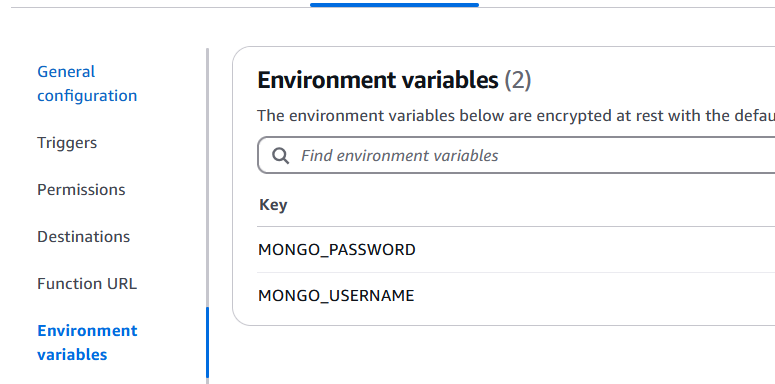 General
configuration
Triggers
Permissions
Destinations
Function URL
Environment
variables
Environment variables (2)
The environment variables below are encrypted at rest with the defau
Find environment variables
Key
MONGO_PASSWORD
MONGO_USERNAME